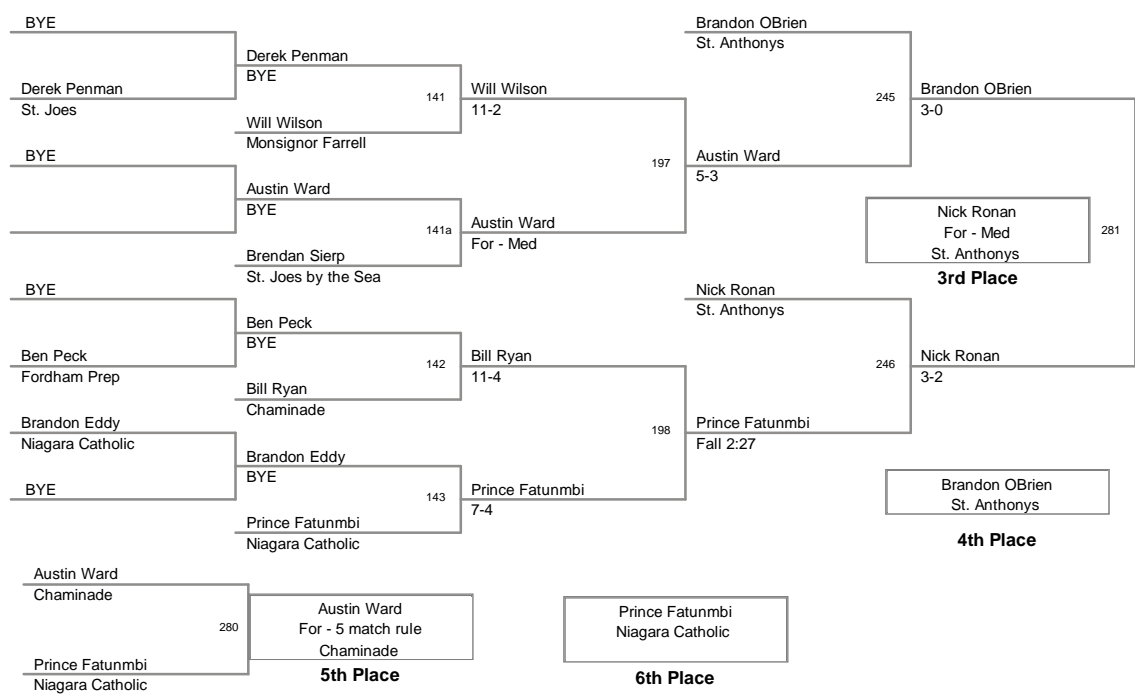 BYE
Derek Penman
St. Joes
BYE
BYE
Ben Peck
Fordham Prep
Brandon Eddy
Niagara Catholic
BYE
Derek Penman
BYE
Will Wilson
Monsignor Farrell
Austin Ward
BYE
Brendan Sierp
St. Joes by the Sea
Ben Peck
BYE
Bill Ryan
Chaminade
Brandon Eddy
BYE
Prince Fatunmbi
Niagara Catholic
141
141a
142
143
Will Wilson
11-2
Austin Ward
For - Med
Bill Ryan
11-4
Prince Fatunmbi
7-4
197
198
Brandon OBrien
St. Anthonys
Austin Ward
5-3
Nick Ronan
St. Anthonys
Prince Fatunmbi
Fall 2:27
245
246
Brandon OBrien
3-0
Nick Ronan
3-2
281
Nick Ronan
For - Med
St. Anthonys
3rd Place
Brandon OBrien
St. Anthonys
4th Place
Austin Ward
Chaminade
Prince Fatunmbi
Niagara Catholic
280
Austin Ward
For - 5 match rule
Chaminade
5th Place
Prince Fatunmbi
Niagara Catholic
6th Place